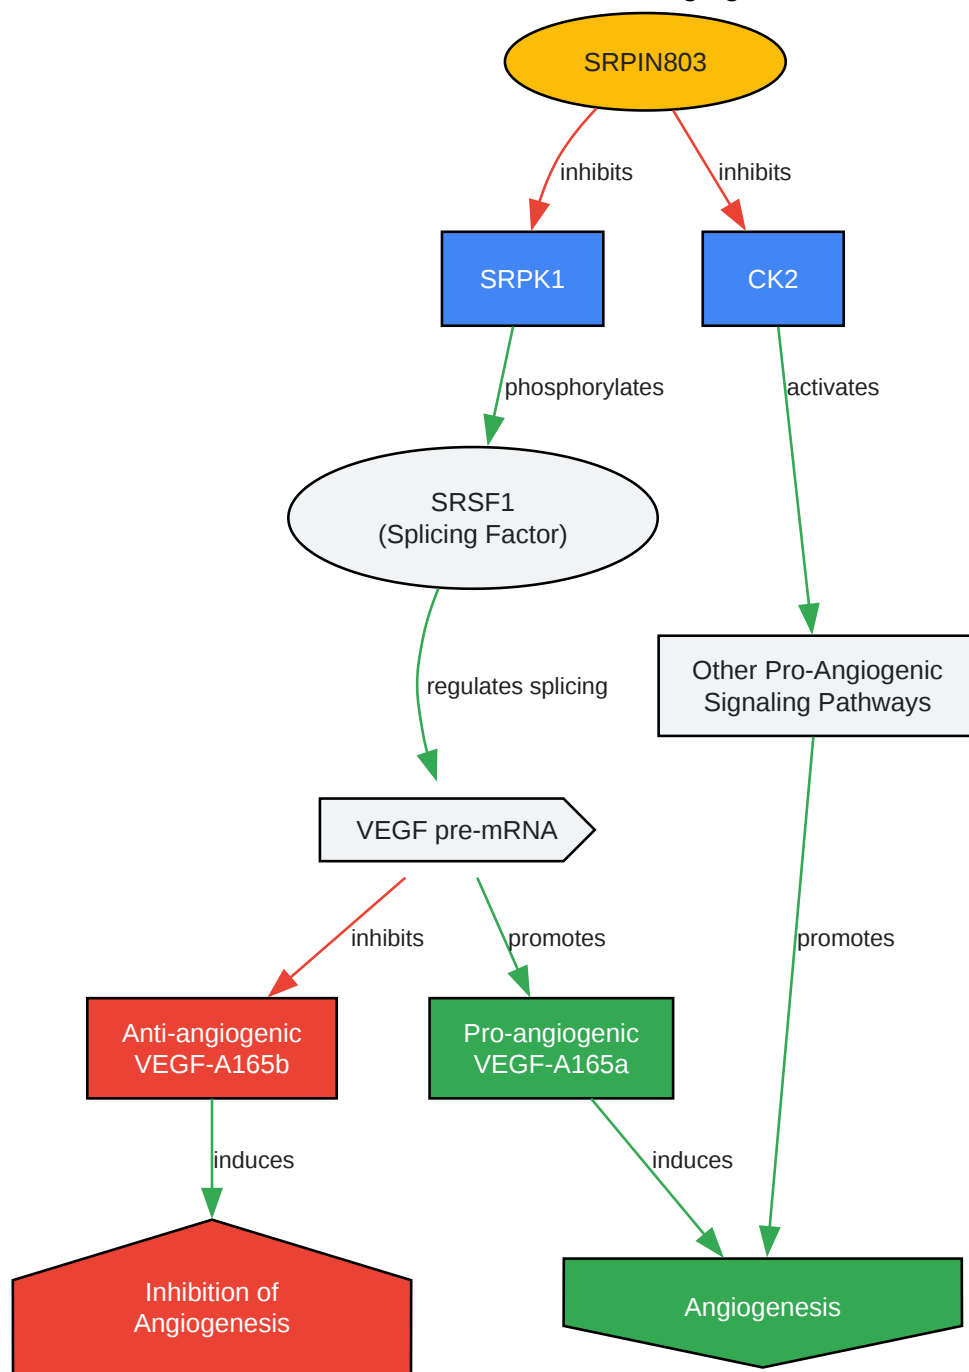 SRPIN803
inhibits
inhibits
SRPK1
CK2
phosphorylates
activates
SRSF1
(Splicing Factor)
Other Pro-Angiogenic
Signaling Pathways
regulates splicing
VEGF pre-mRNA
inhibits
promotes
promotes
Anti-angiogenic
VEGF-A165b
Pro-angiogenic
VEGF-A165a
induces
induces
Inhibition of
Angiogenesis
Angiogenesis